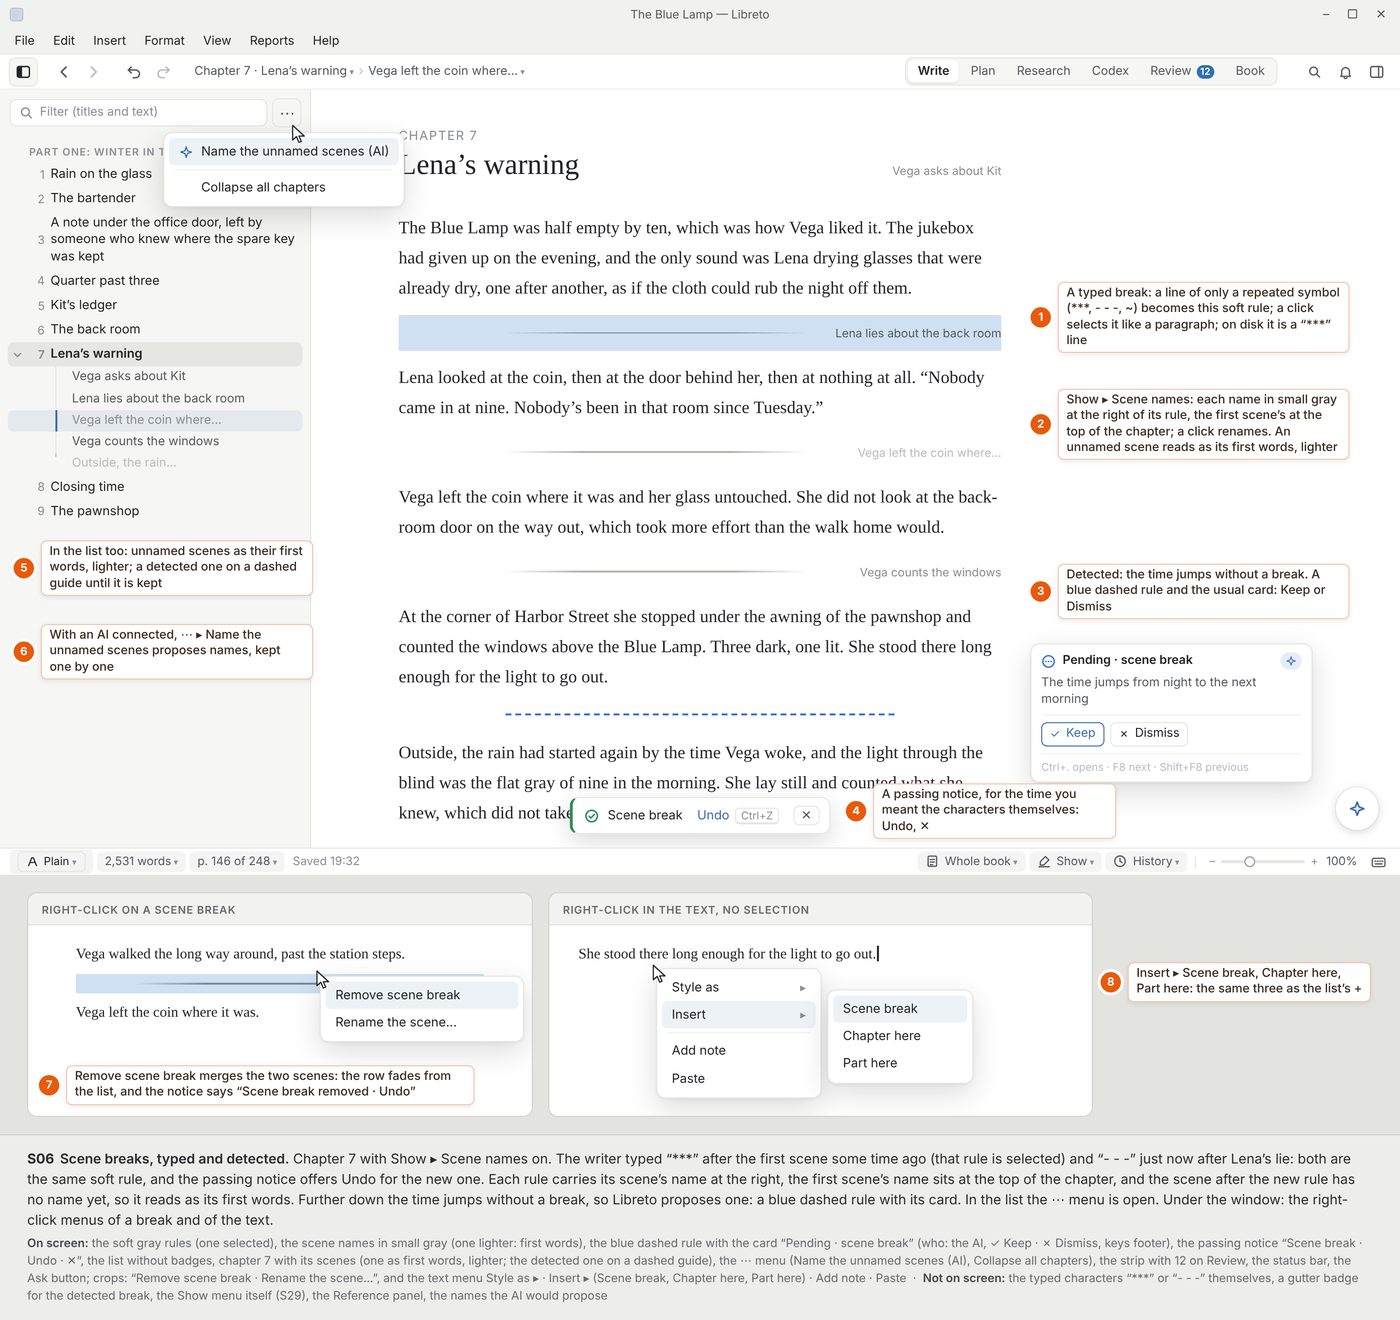 The Blue Lamp — Libreto
File Edit Insert Format View Reports Help
Chapter 7 · Lena’s warning ▾ › Vega left the coin where... ▾
Write Plan Research Codex Review 12 Book
Filter (titles and text)
···
Name the unnamed scenes (AI)
Collapse all chapters
PART ONE: WINTER IN T
1 Rain on the glass
2 The bartender
A note under the office door, left by
3 someone who knew where the spare key
was kept
4 Quarter past three
5 Kit’s ledger
6 The back room
7 Lena’s warning
Vega asks about Kit
Lena lies about the back room
Vega left the coin where...
Vega counts the windows
Outside, the rain...
8 Closing time
9 The pawnshop
5
In the list too: unnamed scenes as their first
words, lighter; a detected one on a dashed
guide until it is kept
6
With an AI connected, ··· ▸ Name the
unnamed scenes proposes names, kept
one by one
CHAPTER 7
Lena’s warning
Vega asks about Kit
The Blue Lamp was half empty by ten, which was how Vega liked it. The jukebox
had given up on the evening, and the only sound was Lena drying glasses that were
already dry, one after another, as if the cloth could rub the night off them.
Lena lies about the back room
Lena looked at the coin, then at the door behind her, then at nothing at all. “Nobody
came in at nine. Nobody’s been in that room since Tuesday.”
Vega left the coin where...
Vega left the coin where it was and her glass untouched. She did not look at the back-
room door on the way out, which took more effort than the walk home would.
Vega counts the windows
At the corner of Harbor Street she stopped under the awning of the pawnshop and
counted the windows above the Blue Lamp. Three dark, one lit. She stood there long
enough for the light to go out.
Outside, the rain had started again by the time Vega woke, and the light through the
blind was the flat gray of nine in the morning. She lay still and counted what she
knew, which did not take
Scene break Undo Ctrl+Z ✕
1
A typed break: a line of only a repeated symbol
(***, - - -, ~) becomes this soft rule; a click
selects it like a paragraph; on disk it is a “***”
line
2
Show ▸ Scene names: each name in small gray
at the right of its rule, the first scene’s at the
top of the chapter; a click renames. An
unnamed scene reads as its first words, lighter
3
Detected: the time jumps without a break. A
blue dashed rule and the usual card: Keep or
Dismiss
Pending · scene break
The time jumps from night to the next
morning
✓ Keep ✕ Dismiss
Ctrl+. opens · F8 next · Shift+F8 previous
4
A passing notice, for the time you
meant the characters themselves:
Undo, ✕
A Plain ▾ 2,531 words ▾ p. 146 of 248 ▾ Saved 19:32
Whole book ▾ Show ▾ History ▾ − + 100%
RIGHT-CLICK ON A SCENE BREAK
Vega walked the long way around, past the station steps.
Vega left the coin where it was.
Remove scene break
Rename the scene...
7
Remove scene break merges the two scenes: the row fades from
the list, and the notice says “Scene break removed · Undo”
RIGHT-CLICK IN THE TEXT, NO SELECTION
She stood there long enough for the light to go out.
Style as ▸
Insert ▸
Add note
Paste
Scene break
Chapter here
Part here
8
Insert ▸ Scene break, Chapter here,
Part here: the same three as the list’s +
S06 Scene breaks, typed and detected. Chapter 7 with Show ▸ Scene names on. The writer typed “***” after the first scene some time ago (that rule is selected) and “- - -” just now after Lena’s lie: both are
the same soft rule, and the passing notice offers Undo for the new one. Each rule carries its scene’s name at the right, the first scene’s name sits at the top of the chapter, and the scene after the new rule has
no name yet, so it reads as its first words. Further down the time jumps without a break, so Libreto proposes one: a blue dashed rule with its card. In the list the ··· menu is open. Under the window: the right-
click menus of a break and of the text.
On screen: the soft gray rules (one selected), the scene names in small gray (one lighter: first words), the blue dashed rule with the card “Pending · scene break” (who: the AI, ✓ Keep · ✕ Dismiss, keys footer), the passing notice “Scene break ·
Undo · ✕”, the list without badges, chapter 7 with its scenes (one as first words, lighter; the detected one on a dashed guide), the ··· menu (Name the unnamed scenes (AI), Collapse all chapters), the strip with 12 on Review, the status bar, the
Ask button; crops: “Remove scene break · Rename the scene...”, and the text menu Style as ▸ · Insert ▸ (Scene break, Chapter here, Part here) · Add note · Paste · Not on screen: the typed characters “***” or “- - -” themselves, a gutter badge
for the detected break, the Show menu itself (S29), the Reference panel, the names the AI would propose